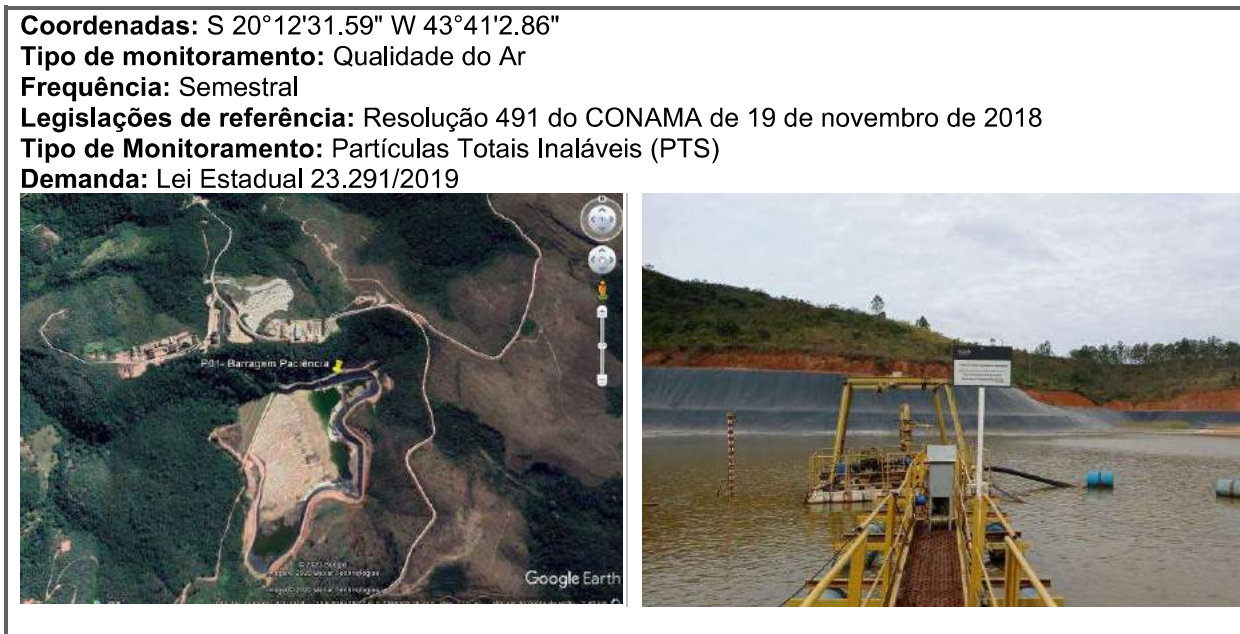 Coordenadas: S 20°12'31.59" W 43°41'2.86"
Tipo de monitoramento: Qualidade do Ar
Frequência: Semestral
Legislações de referência: Resolução 491 do CONAMA de 19 de novembro de 2018
Tipo de Monitoramento: Partículas Totais Inaláveis (PTS)
Demanda: Lei Estadual 23.291/2019
P01- Barragem Paciência
Google Earth